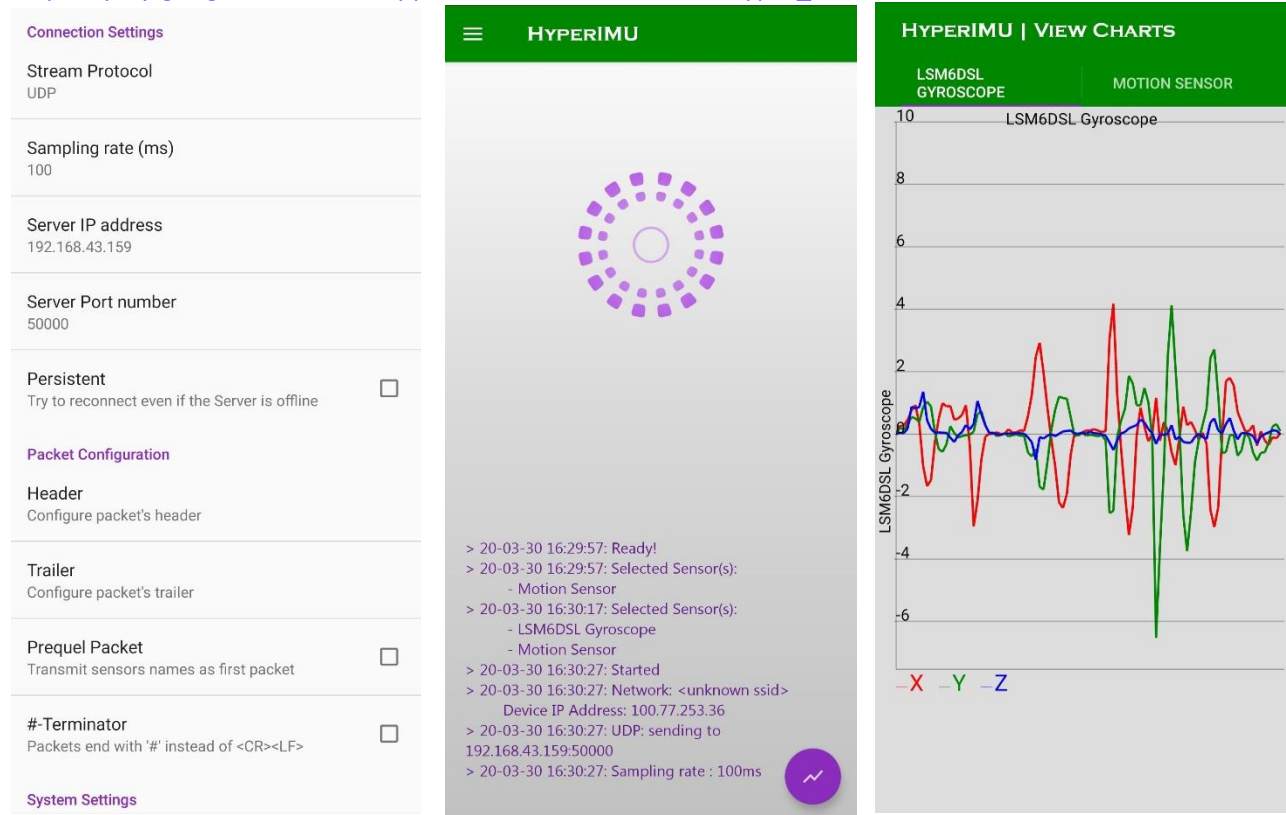 Connection Settings
Stream Protocol
UDP
Sampling rate (ms)
100
Server IP address
192.168.43.159
Server Port number
50000
Persistent
Try to reconnect even if the Server is offline
Packet Configuration
Header
Configure packet's header
Trailer
Configure packet's trailer
Prequel Packet
Transmit sensors names as first packet
#-Terminator
Packets end with '#' instead of <CR><LF>
System Settings
HYPERIMU
> 20-03-30 16:29:57: Ready!
> 20-03-30 16:29:57: Selected Sensor(s):
- Motion Sensor
> 20-03-30 16:30:17: Selected Sensor(s):
- LSM6DSL Gyroscope
- Motion Sensor
> 20-03-30 16:30:27: Started
> 20-03-30 16:30:27: Network: <unknown ssid>
Device IP Address: 100.77.253.36
> 20-03-30 16:30:27: UDP: sending to
192.168.43.159:50000
> 20-03-30 16:30:27: Sampling rate : 100ms
HYPERIMU | VIEW CHARTS
LSM6DSL
GYROSCOPE
MOTION SENSOR
LSM6DSL Gyroscope
10
8
6
4
2
0
-2
-4
-6
LSM6DSL Gyroscope
X Y Z